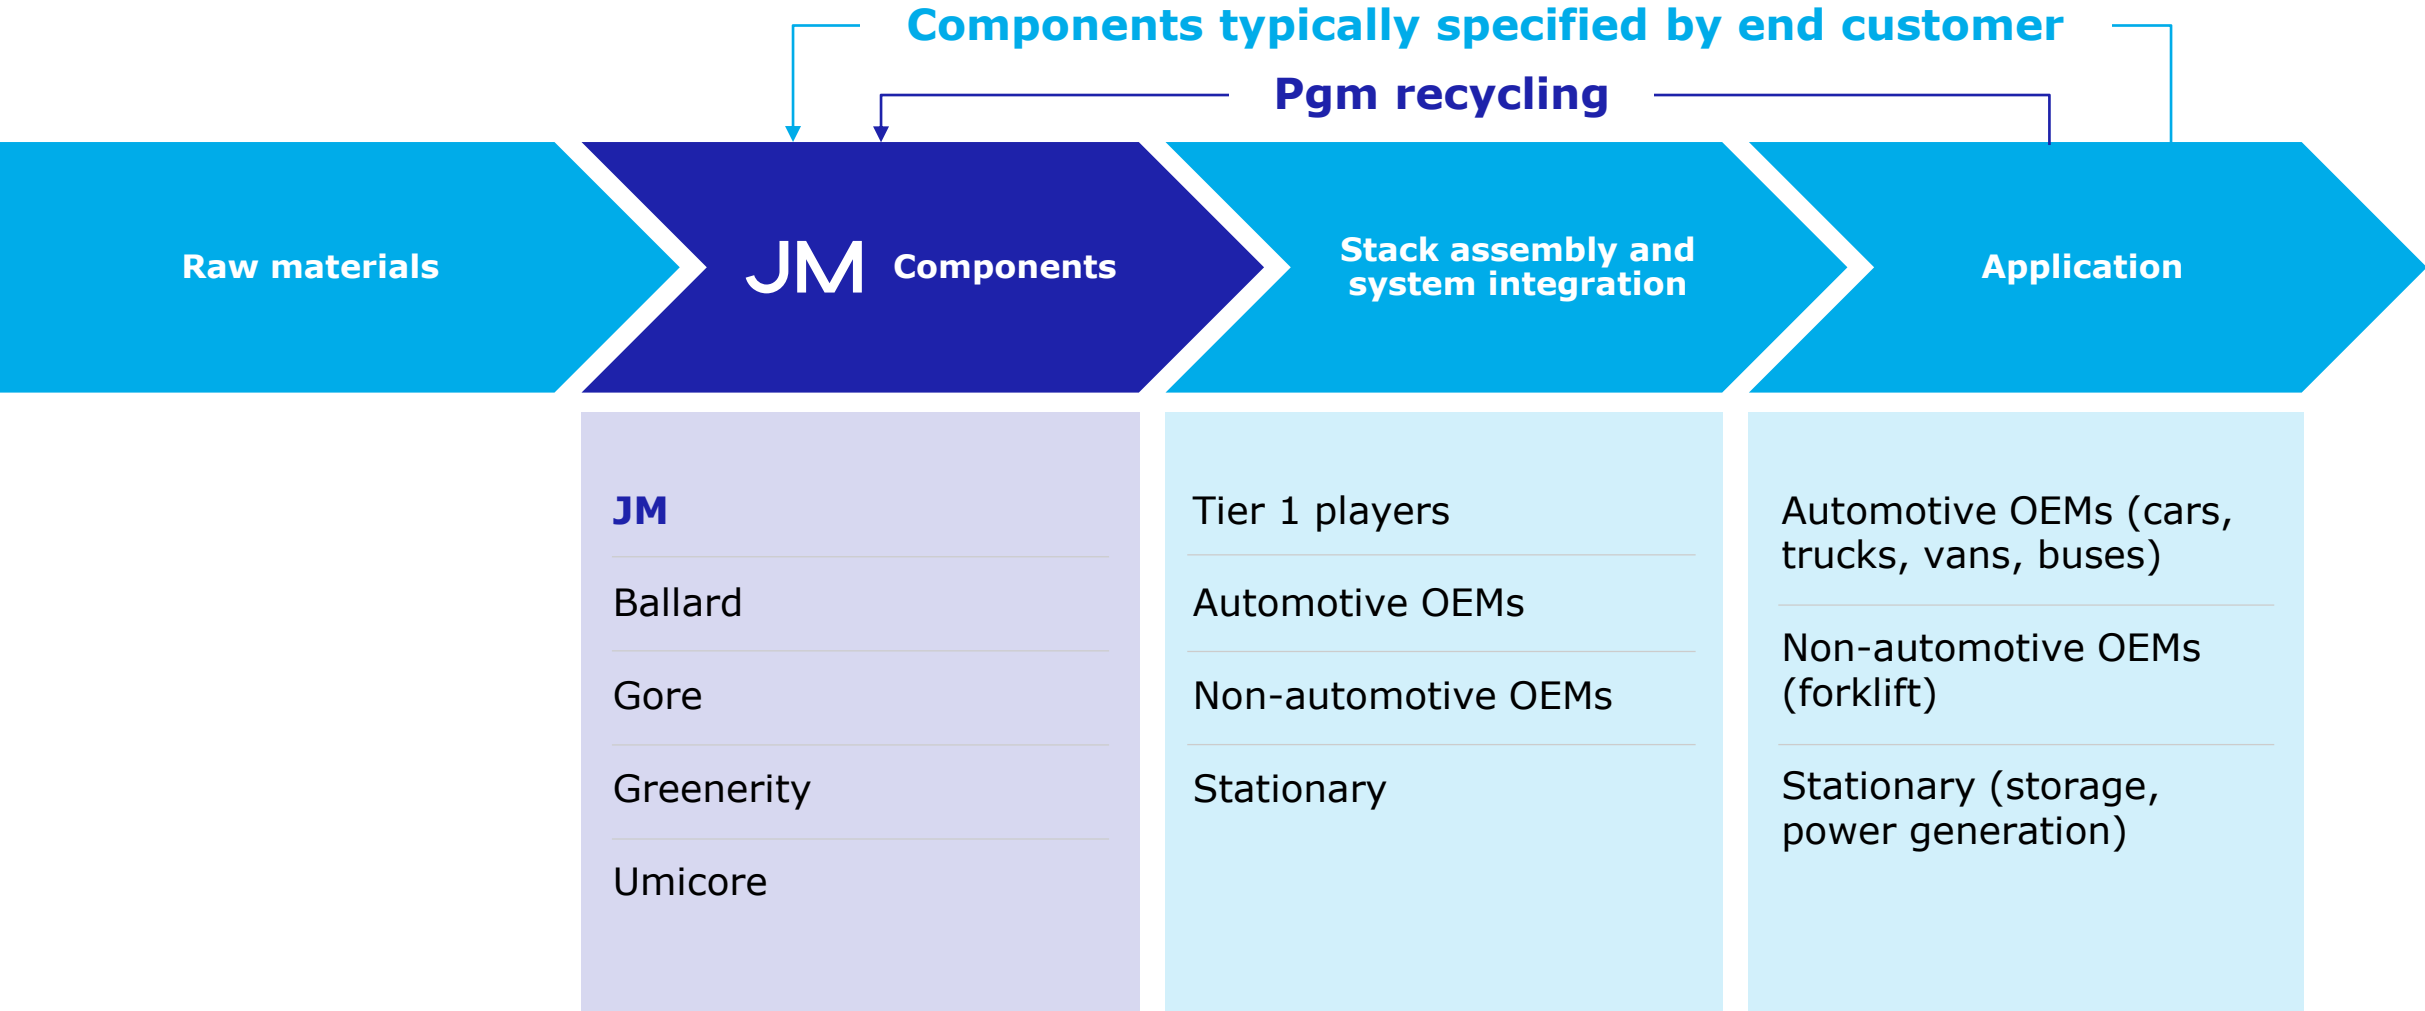 Components typically specified by end customer
Pgm recycling
Raw materials
JM Components
Stack assembly and
system integration
Application
JM
Ballard
Gore
Greenerity
Umicore
Tier 1 players
Automotive OEMs
Non-automotive OEMs
Stationary
Automotive OEMs (cars,
trucks, vans, buses)
Non-automotive OEMs
(forklift)
Stationary (storage,
power generation)